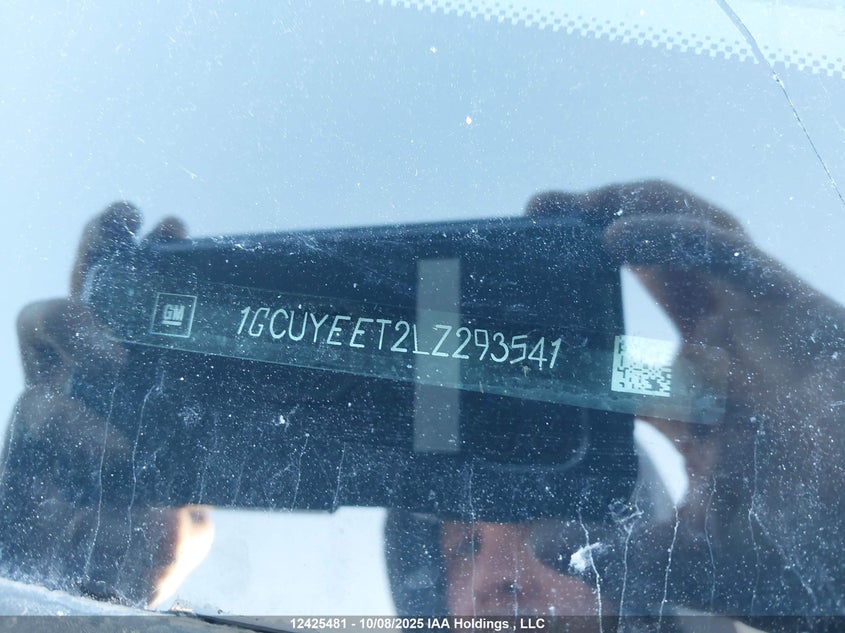 GM
1GCUYEET2LZ293541
12425481 - 10/08/2025 IAA Holdings , LLC